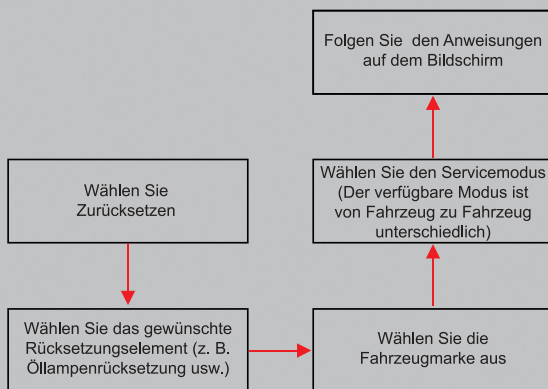 Wählen Sie
Zurücksetzen
Wählen Sie das gewünschte
Rücksetzungselement (z. B.
Öllampenrücksetzung usw.)
Wählen Sie die
Fahrzeugmarke aus
Wählen Sie den Servicemodus
(Der verfügbare Modus ist
von Fahrzeug zu Fahrzeug
unterschiedlich)
Folgen Sie den Anweisungen
auf dem Bildschirm